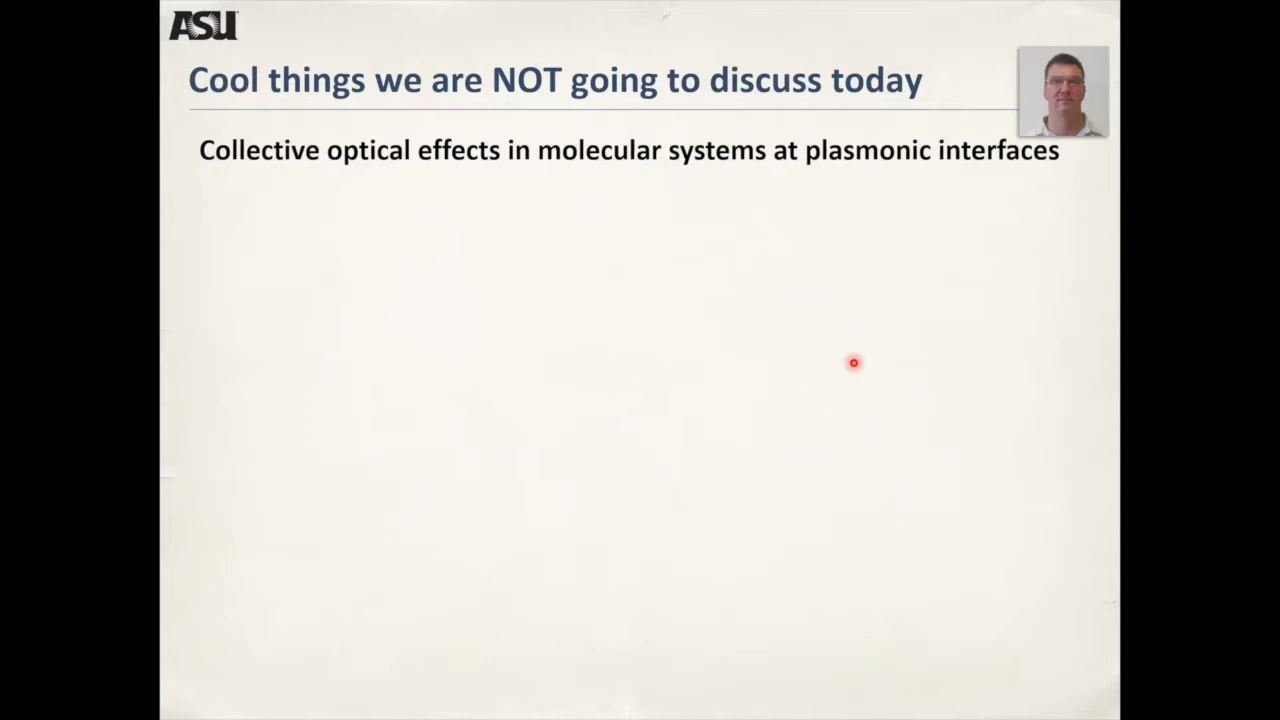 ASU
Cool things we are NOT going to discuss today
Collective optical effects in molecular systems at plasmonic interfaces